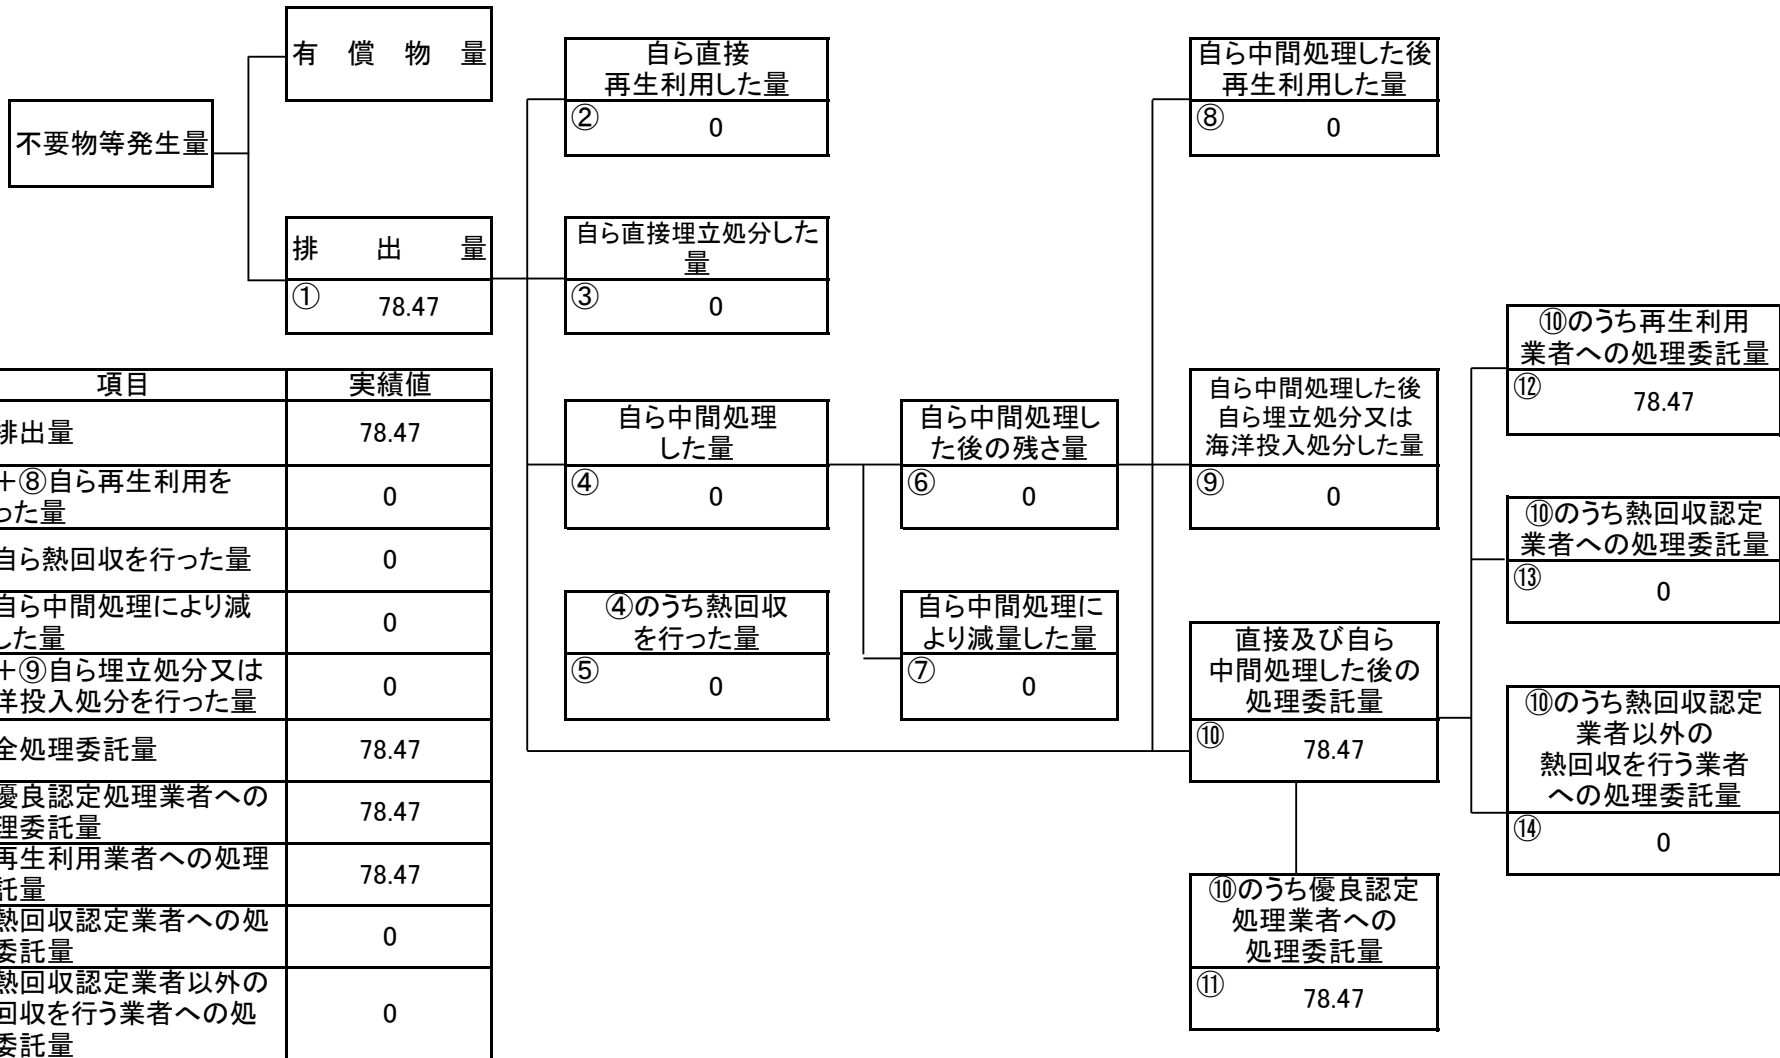 有償物量
自ら直接
再生利用した量
②
0
自ら中間処理した後
再生利用した量
⑧
0
不要物等発生量
排出量
①
78.47
自ら直接埋立処分した
量
③
0
⑩のうち再生利用
業者への処理委託量
⑫
78.47
項目
実績値
排出量
78.47
＋⑧自ら再生利用を
った量
0
自ら熱回収を行った量
0
自ら中間処理により減
した量
0
＋⑨自ら埋立処分又は
洋投入処分を行った量
0
全処理委託量
78.47
優良認定処理業者への
理委託量
78.47
再生利用業者への処理
託量
78.47
熱回収認定業者への処
委託量
0
熱回収認定業者以外の
回収を行う業者への処
委託量
0
自ら中間処理
した量
④
0
自ら中間処理し
た後の残さ量
⑥
0
自ら中間処理した後
自ら埋立処分又は
海洋投入処分した量
⑨
0
④のうち熱回収
を行った量
⑤
0
自ら中間処理に
より減量した量
⑦
0
直接及び自ら
中間処理した後の
処理委託量
⑩
78.47
⑩のうち熱回収認定
業者への処理委託量
⑬
0
⑩のうち熱回収認定
業者以外の
熱回収を行う業者
への処理委託量
⑭
0
⑩のうち優良認定
処理業者への
処理委託量
⑪
78.47